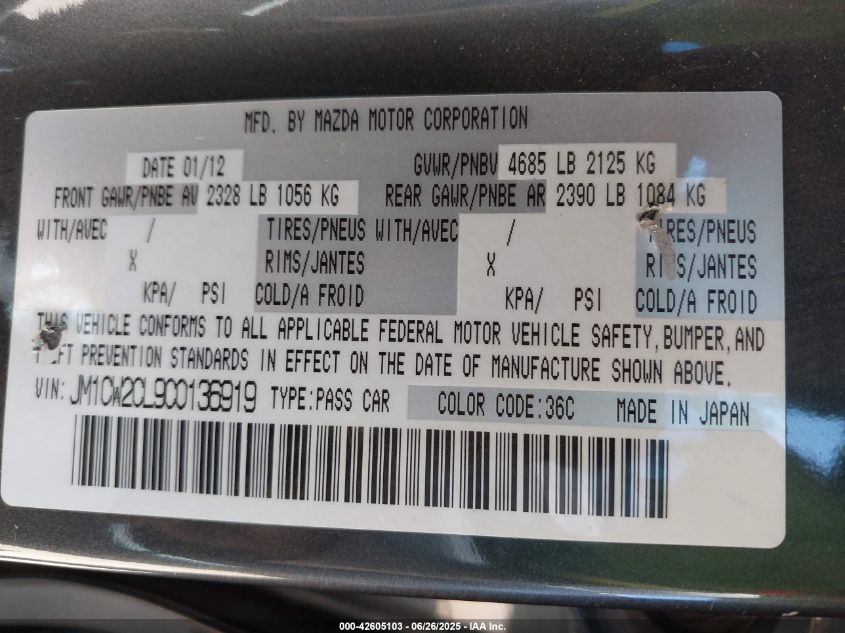 MFD. BY MAZDA MOTOR CORPORATION
DATE 01/12 GVWR/PNBV 4685 LB 2125 KG
FRONT GAWR/PNBE AV 2328 LB 1056 KG REAR GAWR/PNBE AR 2390 LB 1084 KG
WITH/AVEC / TIRES/PNEUS WITH/AVEC / TIRES/PNEUS
X RIMS/JANTES X RIMS/JANTES
KPA/ PSI COLD/A FROID KPA/ PSI COLD/A FROID
THIS VEHICLE CONFORMS TO ALL APPLICABLE FEDERAL MOTOR VEHICLE SAFETY, BUMPER, AND
THEFT PREVENTION STANDARDS IN EFFECT ON THE DATE OF MANUFACTURE SHOWN ABOVE.
VIN: JM1CW2CL9C0136919 TYPE: PASS CAR COLOR CODE: 36C MADE IN JAPAN
000-42605103 - 06/26/2025 - IAA Inc.